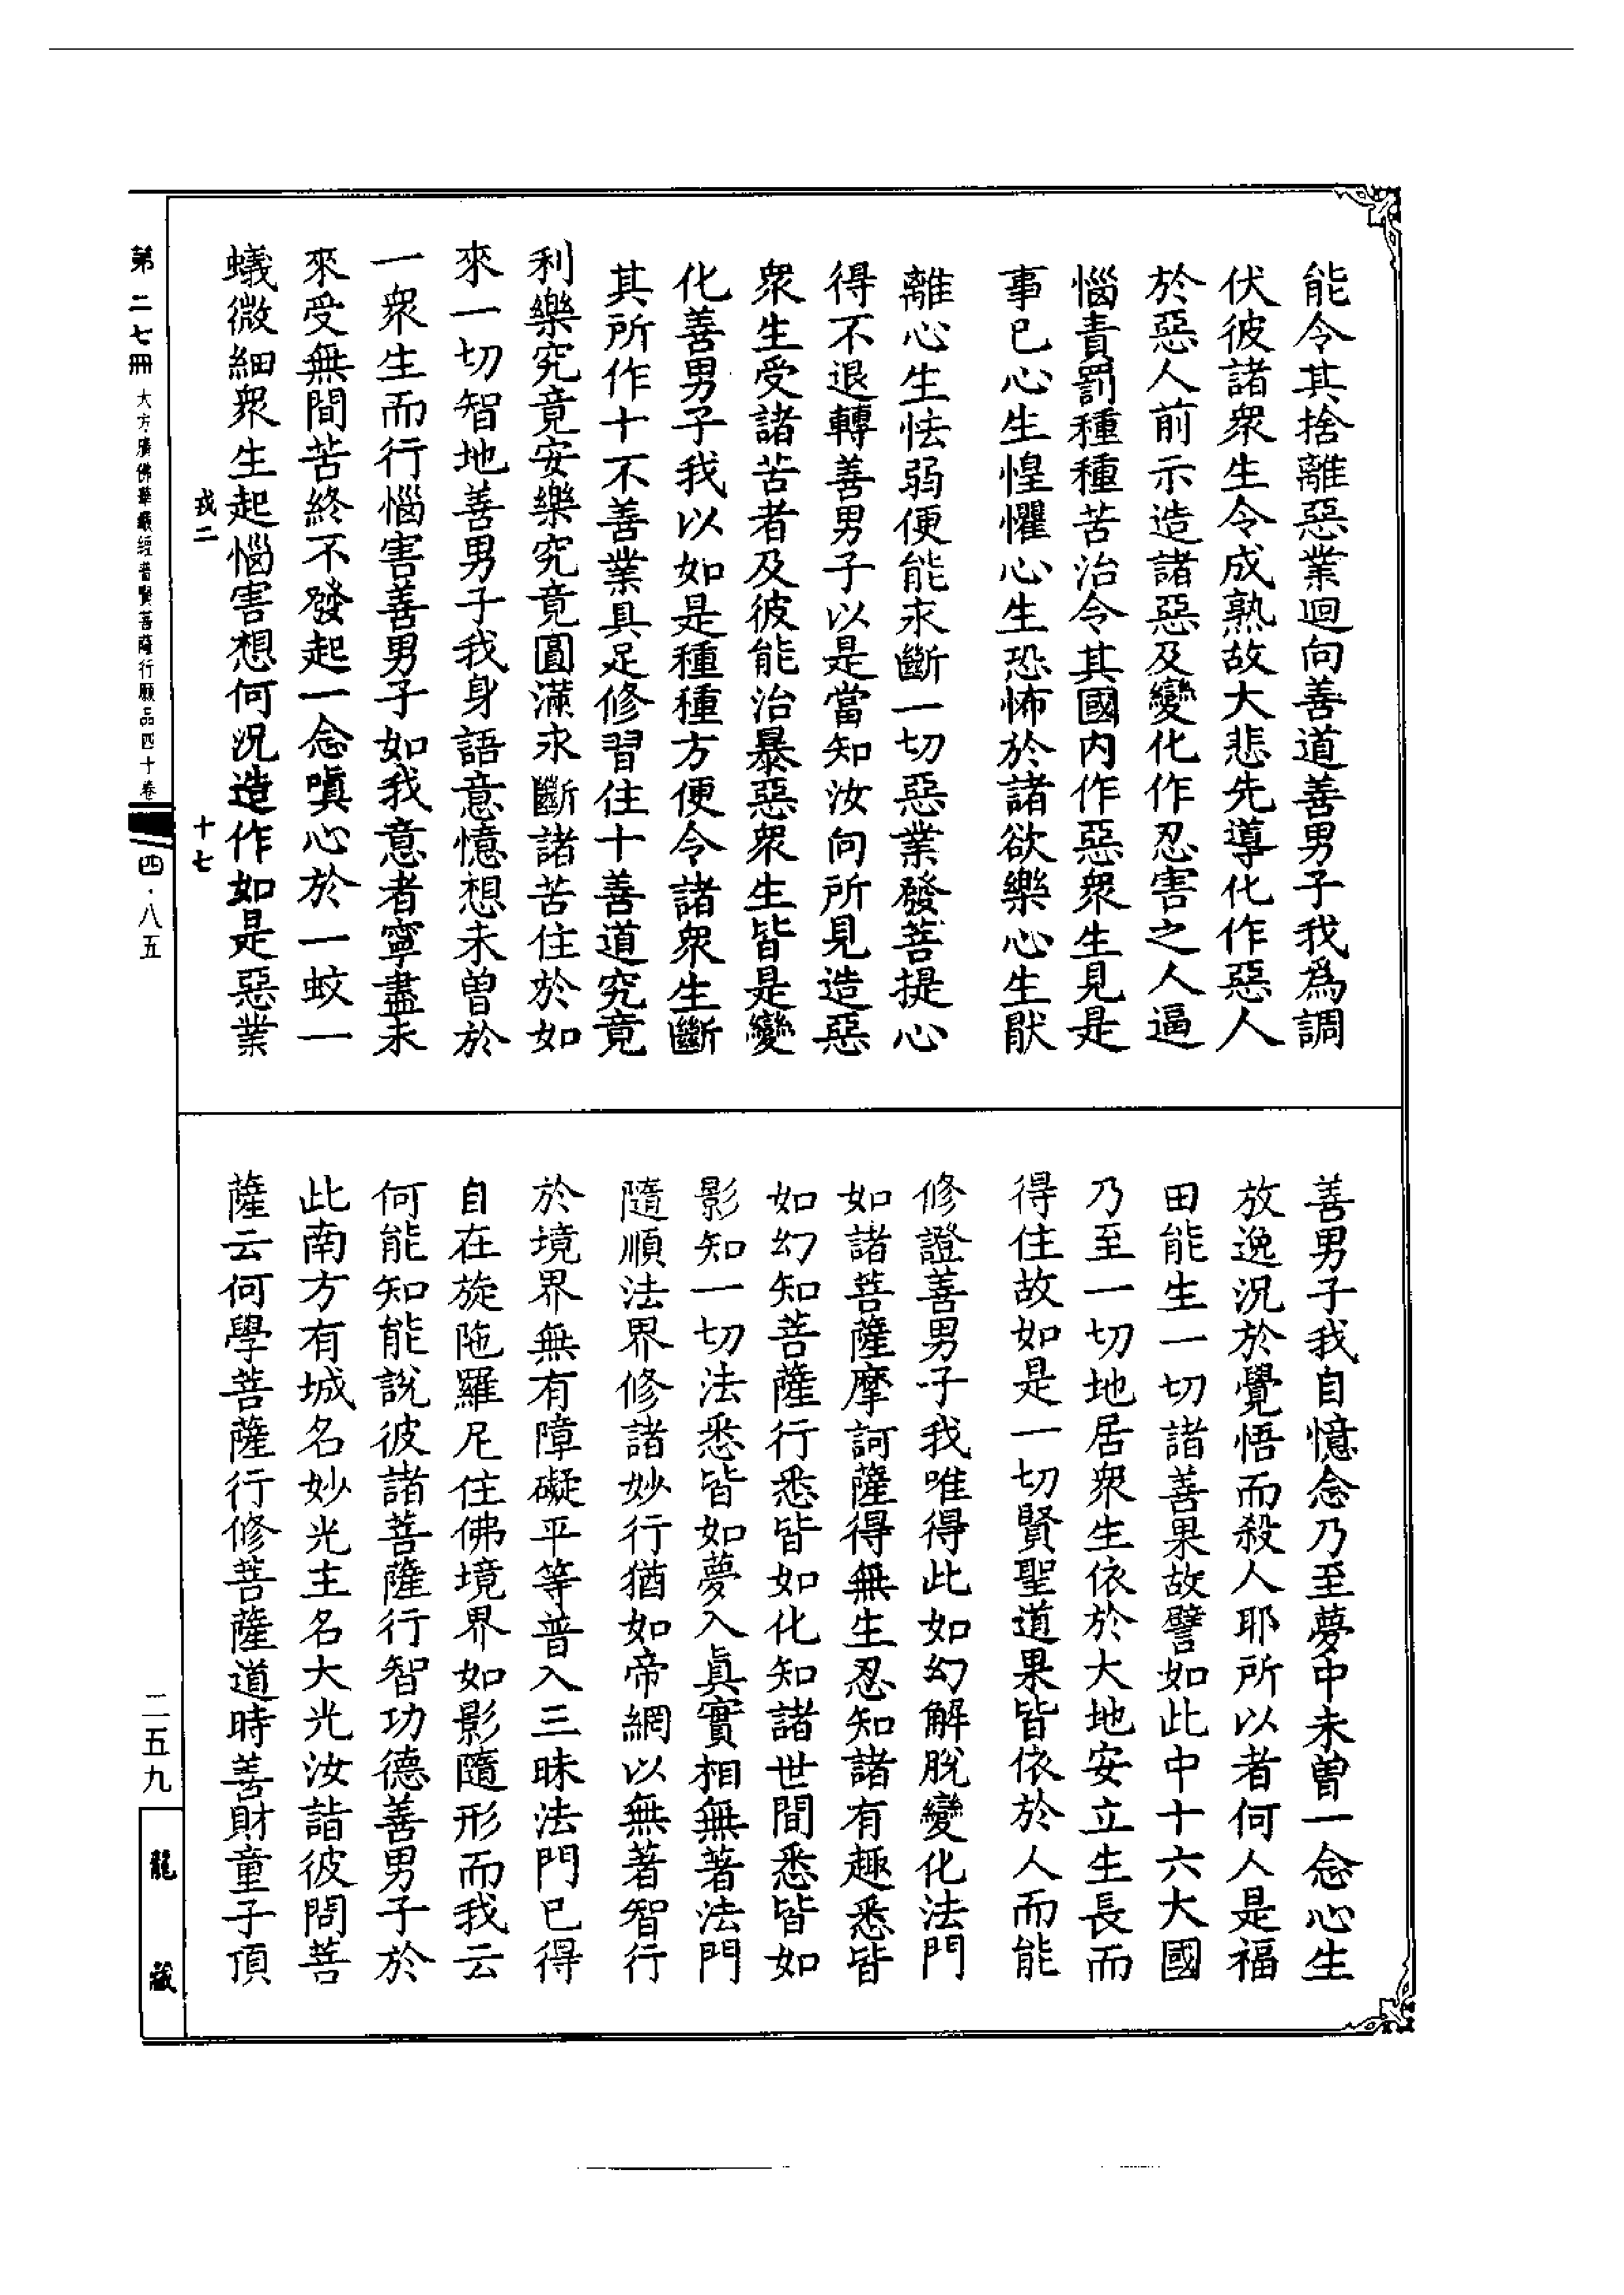 能令其捨離惡業迴向善道善男子我爲調
伏彼諸衆生令成熟故大悲先導化作惡人
於惡人前示造諸惡及變化作忍害之人逼
惱責罰種種苦治令其國内作惡衆生見是
事已心生惶懼心生恐怖於諸欲樂心生厭
離心生怯弱便能永斷一切惡業發菩提心
得不退轉善男子以是當知汝向所見造惡
衆生受諸苦者及彼能治暴惡衆生皆是變
化善男子我以如是種種方便令諸衆生斷
其所作十不善業具足修習住十善道究竟
利樂究竟安樂究竟圓滿永斷諸苦住於如
來一切智地善男子我身語意憶想未曾於
一衆生而行惱害善男子如我意者寧盡未
來受無間苦終不發起一念嗔心於一蚊一
蟻微細衆生起惱害想何況造作如是惡業
戎二
十七
善男子我自憶念乃至夢中未曾一念心生
放逸況於覺悟而殺人耶所以者何人是福
田能生一切諸善果故譬如此中十六大國
乃至一切地居衆生依於大地安立生長而
得住故如是一切賢聖道果皆依於人而能
修證善男子我唯得此如幻解脫變化法門
如諸菩薩摩訶薩得無生忍知諸有趣悉皆
如幻知菩薩行悉皆如化知諸世間悉皆如
影知一切法悉皆如夢入眞實相無著法門
隨順法界修諸妙行猶如帝網以無著智行
於境界無有障礙平等普入三昧法門已得
自在旋陁羅尼住佛境界如影隨形而我云
何能知能説彼諸菩薩行智功德善男子於
此南方有城名妙光主名大光汝詣彼問菩
薩云何學菩薩行修菩薩道時善財童子頂
第二七冊 大方廣佛華嚴經普賢菩薩行願品四十卷
四·八五
二五九
龍藏